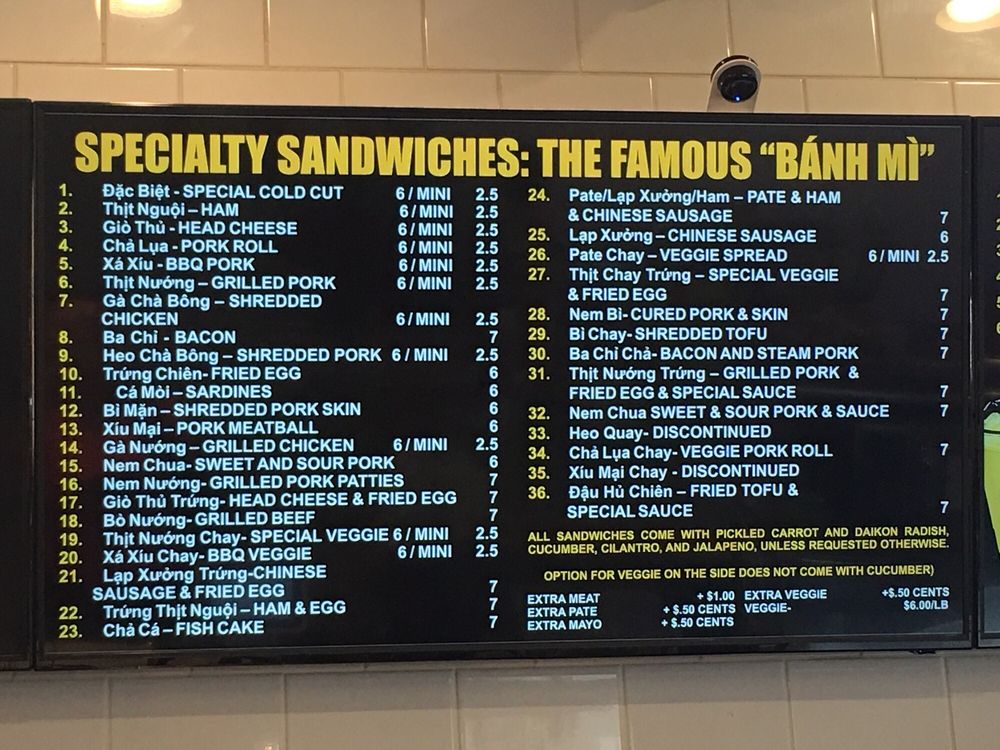 SPECIALTY SANDWICHES: THE FAMOUS “BÁNH MÌ”
1. Đặc Biệt - SPECIAL COLD CUT 6 / MINI 2.5
2. Thịt Nguội – HAM 6 / MINI 2.5
3. Giò Thủ - HEAD CHEESE 6 / MINI 2.5
4. Chả Lụa - PORK ROLL 6 / MINI 2.5
5. Xá Xíu - BBQ PORK 6 / MINI 2.5
6. Thịt Nướng – GRILLED PORK 6 / MINI 2.5
7. Gà Chà Bông – SHREDDED
CHICKEN 6 / MINI 2.5
8. Ba Chỉ - BACON 7
9. Heo Chà Bông – SHREDDED PORK 6 / MINI 2.5
10. Trứng Chiên- FRIED EGG 6
11. Cá Mòi – SARDINES 6
12. Bì Mặn – SHREDDED PORK SKIN 6
13. Xíu Mại – PORK MEATBALL 6
14. Gà Nướng – GRILLED CHICKEN 6 / MINI 2.5
15. Nem Chua- SWEET AND SOUR PORK 6
16. Nem Nướng- GRILLED PORK PATTIES 7
17. Giò Thủ Trứng- HEAD CHEESE & FRIED EGG 7
18. Bò Nướng- GRILLED BEEF 7
19. Thịt Nướng Chay- SPECIAL VEGGIE 6 / MINI 2.5
20. Xá Xíu Chay- BBQ VEGGIE 6 / MINI 2.5
21. Lạp Xưởng Trứng-CHINESE
SAUSAGE & FRIED EGG 7
22. Trứng Thịt Nguội – HAM & EGG 7
23. Chả Cá – FISH CAKE 7
24. Pate/Lạp Xưởng/Ham – PATE & HAM
& CHINESE SAUSAGE 7
25. Lạp Xưởng – CHINESE SAUSAGE 6
26. Pate Chay – VEGGIE SPREAD 6 / MINI 2.5
27. Thịt Chay Trứng – SPECIAL VEGGIE
& FRIED EGG 7
28. Nem Bì- CURED PORK & SKIN 7
29. Bì Chay- SHREDDED TOFU 7
30. Ba Chỉ Chả- BACON AND STEAM PORK 7
31. Thịt Nướng Trứng – GRILLED PORK &
FRIED EGG & SPECIAL SAUCE 7
32. Nem Chua SWEET & SOUR PORK & SAUCE 7
33. Heo Quay- DISCONTINUED
34. Chả Lụa Chay- VEGGIE PORK ROLL 7
35. Xíu Mại Chay - DISCONTINUED
36. Đậu Hủ Chiên – FRIED TOFU &
SPECIAL SAUCE 7
ALL SANDWICHES COME WITH PICKLED CARROT AND DAIKON RADISH,
CUCUMBER, CILANTRO, AND JALAPENO, UNLESS REQUESTED OTHERWISE.
OPTION FOR VEGGIE ON THE SIDE DOES NOT COME WITH CUCUMBER)
EXTRA MEAT + $1.00 EXTRA VEGGIE +$.50 CENTS
EXTRA PATE + $.50 CENTS VEGGIE- $6.00/LB
EXTRA MAYO + $.50 CENTS